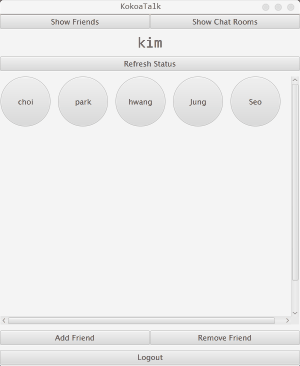 KokoaTalk
Show Friends Show Chat Rooms
kim
Refresh Status
choi park hwang Jung Seo
Add Friend Remove Friend
Logout